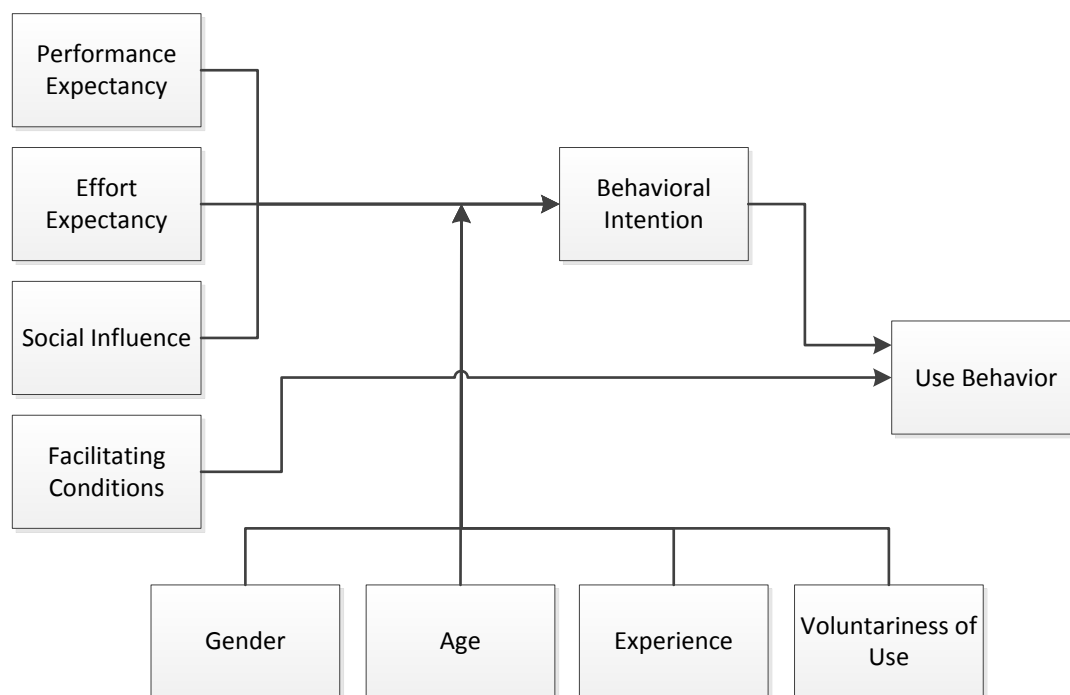 Performance
Expectancy
Effort
Expectancy
Behavioral
Intention
Social Influence
Use Behavior
Facilitating
Conditions
Gender
Age
Experience
Voluntariness of
Use